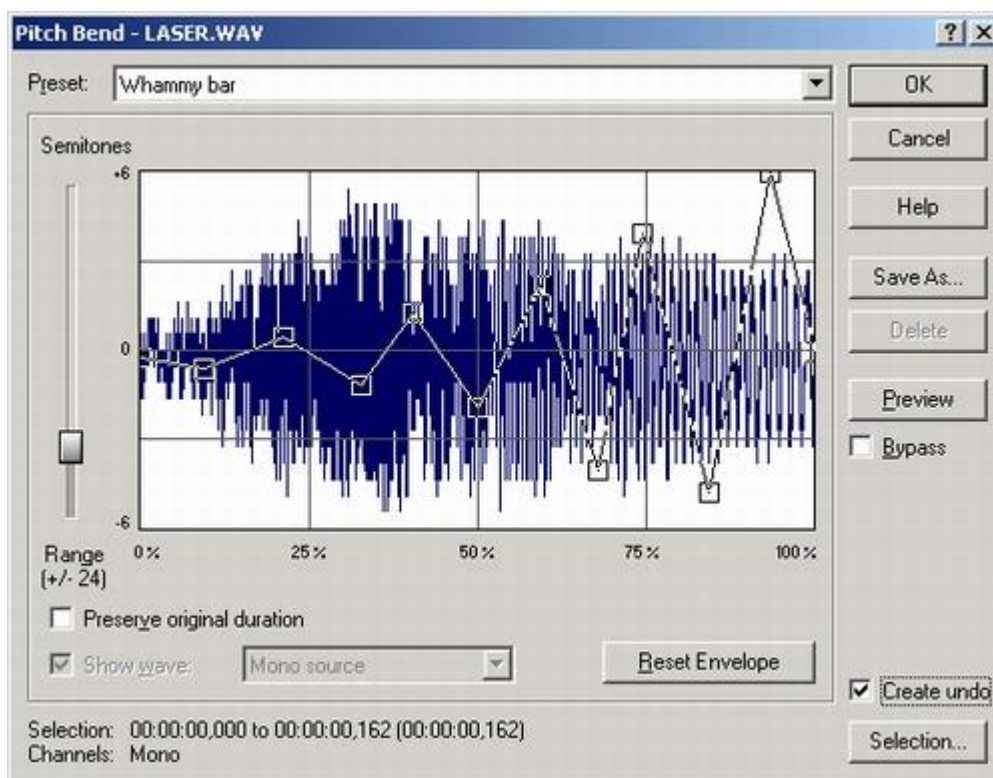 Pitch Bend - LASER.WAV
Preset: Whammy bar
OK
Cancel
Help
Save As...
Delete
Preview
Bypass
Semitones
+6
0
-6
Range
(+/- 24)
0 % 25 % 50 % 75 % 100 %
Preserve original duration
Show wave: Mono source
Reset Envelope
Create undo
Selection: 00:00:00,000 to 00:00:00,162 (00:00:00,162)
Channels: Mono
Selection...